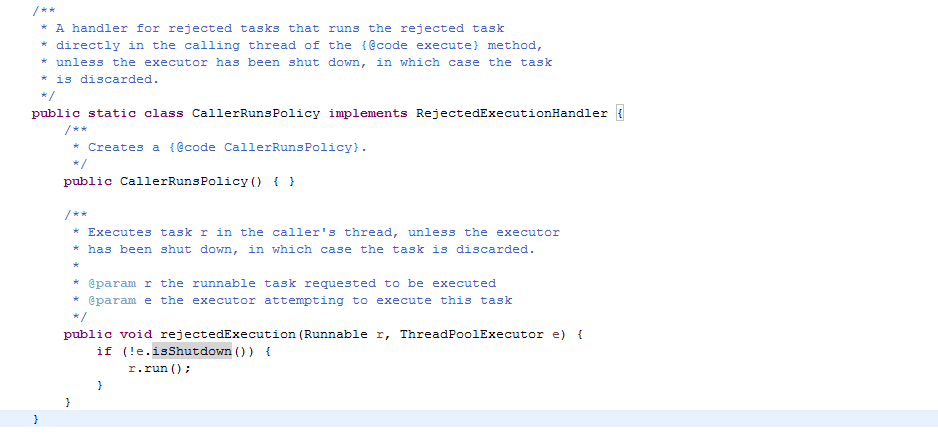 /**
 * A handler for rejected tasks that runs the rejected task
 * directly in the calling thread of the {@code execute} method,
 * unless the executor has been shut down, in which case the task
 * is discarded.
 */
public static class CallerRunsPolicy implements RejectedExecutionHandler {
    /**
     * Creates a {@code CallerRunsPolicy}.
     */
    public CallerRunsPolicy() { }

    /**
     * Executes task r in the caller's thread, unless the executor
     * has been shut down, in which case the task is discarded.
     *
     * @param r the runnable task requested to be executed
     * @param e the executor attempting to execute this task
     */
    public void rejectedExecution(Runnable r, ThreadPoolExecutor e) {
        if (!e.isShutdown()) {
            r.run();
        }
    }
}